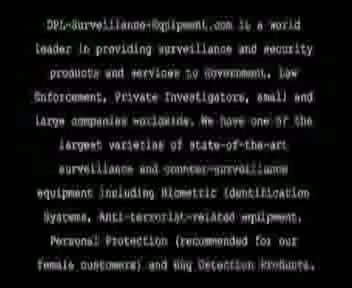 DPL-Surveillance-Equipment.com is a world
leader in providing surveillance and security
products and services to Government, Law
Enforcement, Private Investigators, small and
large companies worldwide. We have one of the
largest varieties of state-of-the-art
surveillance and counter-surveillance
equipment including Biometric Identification
Systems, Anti-terrorist-related equipment,
Personal Protection (recommended for our
female customers) and Bug Detection Products.